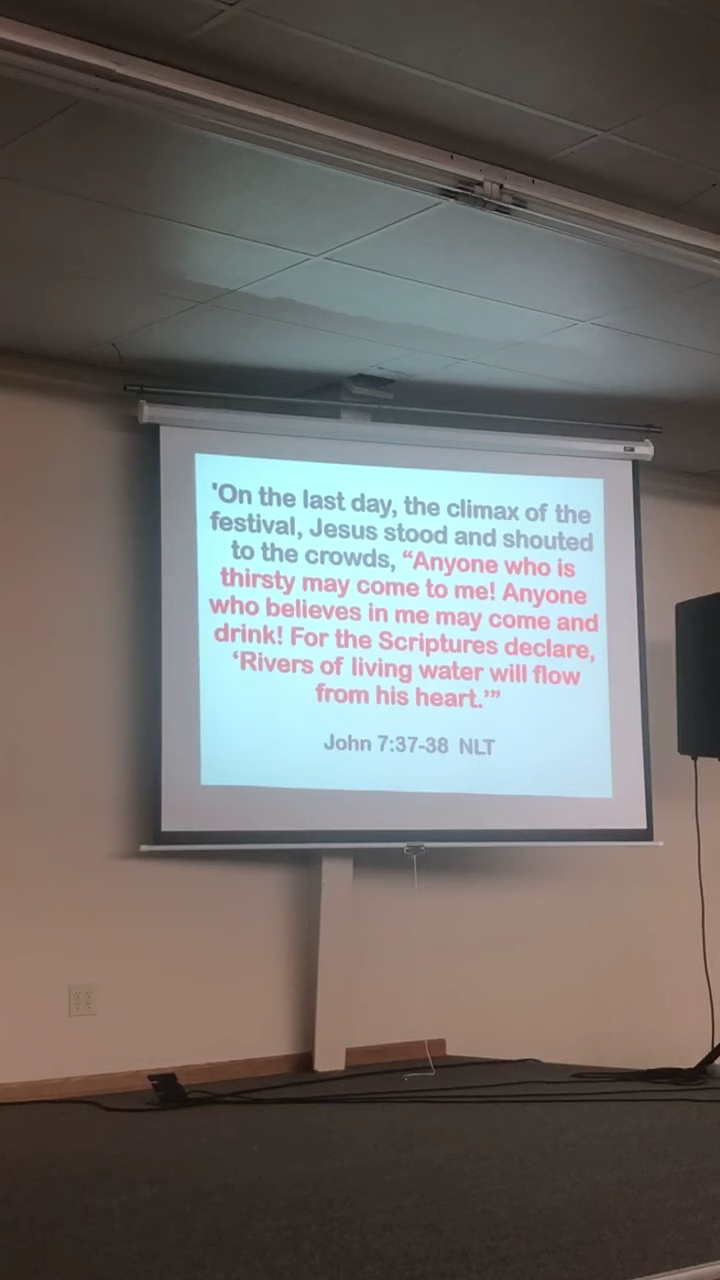 'On the last day, the climax of the
festival, Jesus stood and shouted
to the crowds, “Anyone who is
thirsty may come to me! Anyone
who believes in me may come and
drink! For the Scriptures declare,
‘Rivers of living water will flow
from his heart.’”
John 7:37-38 NLT